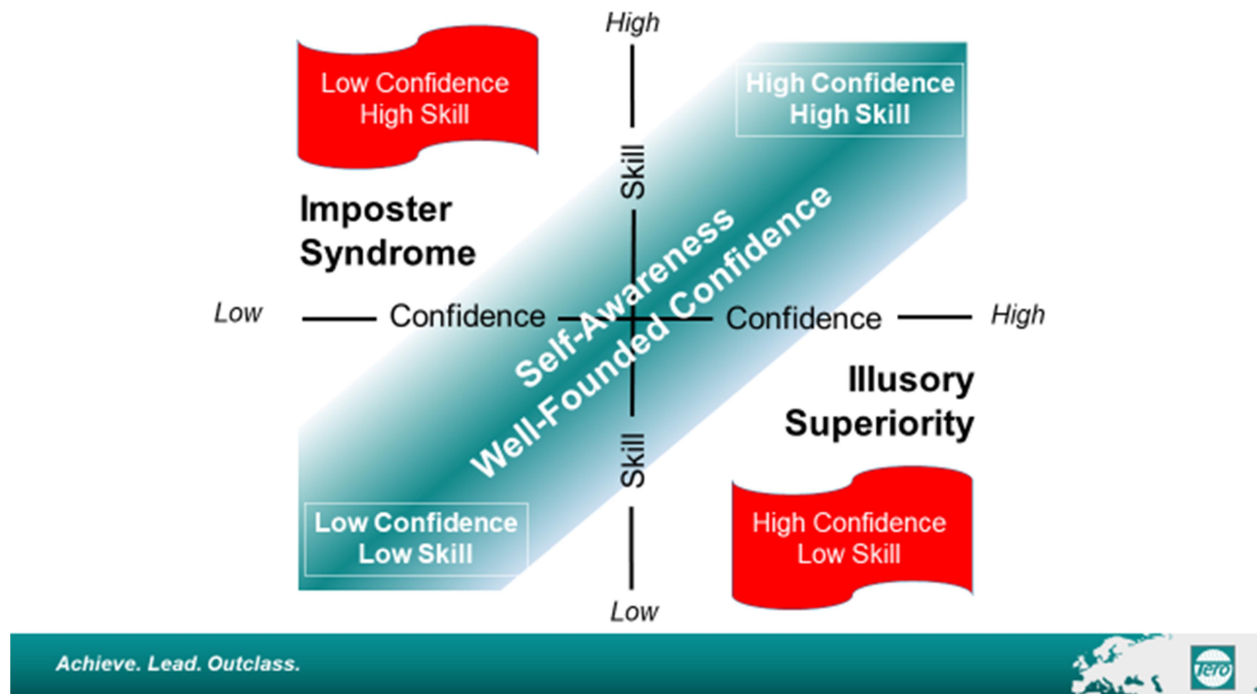 High
Low Confidence
High Skill
High Confidence
High Skill
Skill
Imposter
Syndrome
Self-Awareness
Well-Founded Confidence
Low
Confidence
Confidence
High
Illusory
Superiority
Skill
Low Confidence
Low Skill
High Confidence
Low Skill
Low
Achieve. Lead. Outclass.
Tero